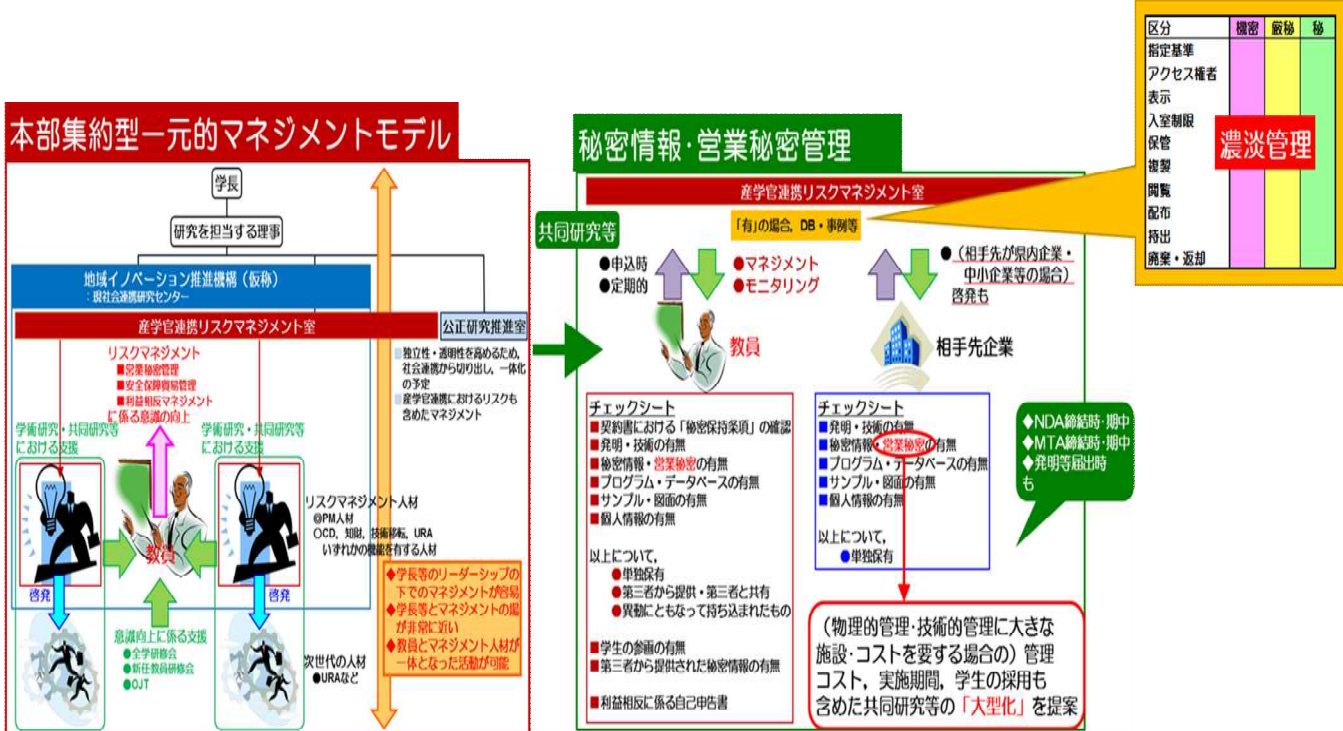 本部集約型一元的マネジメントモデル
学長
研究を担当する理事
地域イノベーション推進機構（仮称）
：現社会連携研究センター
産学官連携リスクマネジメント室
公正研究推進室
リスクマネジメント
■営業秘密管理
■安全保障貿易管理
■利益相反マネジメント
に係る意識の向上
■独立性・透明性を高めるため，
社会連携から切出し，一体化
の予定
■産学官連携におけるリスクも
含めたマネジメント
学術研究・共同研究等
における支援
学術研究・共同研究等
における支援
教員
リスクマネジメント人材
◎PM人材
○CD，知財，技術移転，URA
いずれかの機能を有する人材
啓発
啓発
意識向上に係る支援
●全学研修会
●新任教員研修会
●OJT
次世代の人材
●URAなど
◆学長等のリーダーシップの
下でのマネジメントが容易
◆学長等とマネジメントの場
が非常に近い
◆教員とマネジメント人材が
一体となった活動が可能
秘密情報・営業秘密管理
産学官連携リスクマネジメント室
共同研究等
「有」の場合，DB・事例等
●申込時
●定期的
●マネジメント
●モニタリング
●（相手先が県内企業・
中小企業等の場合）
啓発も
教員
相手先企業
チェックシート
■契約書における「秘密保持条項」の確認
■発明・技術の有無
■秘密情報・営業秘密の有無
■プログラム・データベースの有無
■サンプル・図面の有無
■個人情報の有無
以上について，
●単独保有
●第三者から提供・第三者と共有
●異動にともなって持ち込まれたもの
■学生の参画の有無
■第三者から提供された秘密情報の有無
■利益相反に係る自己申告書
チェックシート
■発明・技術の有無
■秘密情報・営業秘密の有無
■プログラム・データベースの有無
■サンプル・図面の有無
■個人情報の有無
以上について，
●単独保有
◆NDA締結時・期中
◆MTA締結時・期中
◆発明等届出時
も
（物理的管理・技術的管理に大きな
施設・コストを要する場合の）管理
コスト，実施期間，学生の採用も
含めた共同研究等の「大型化」を提案
区分 機密 厳秘 秘
指定基準
アクセス権者
表示
入室制限
保管
複製
閲覧
配布
持出
廃棄・返却
濃淡管理